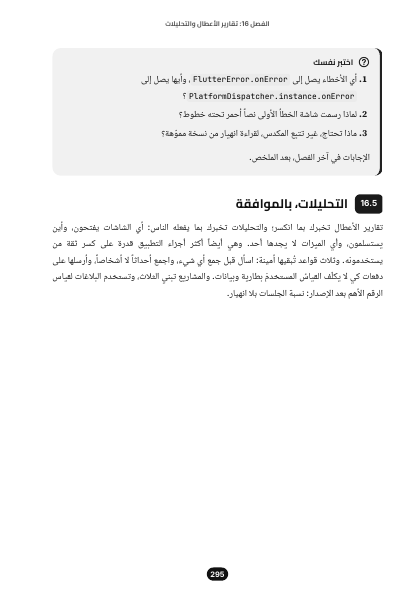 الفصل 16: تقارير الأعطال والتحليلات
اختبر نفسك
1. أي الأخطاء يصل إلى FlutterError.onError، وأيها يصل إلى
PlatformDispatcher.instance.onError؟
2. لماذا رسمت شاشة الخطأ الأولى نصاً أحمر تحته خطوط؟
3. ماذا تحتاج، غير تتبع المكدس، لقراءة انهيار من نسخة مموّهة؟
الإجابات في آخر الفصل، بعد الملخص.
16.5 التحليلات، بالموافقة
تقارير الأعطال تخبرك بما انكسر؛ والتحليلات تخبرك بما يفعله الناس: أي الشاشات يفتحون، وأين
يستسلمون، وأي الميزات لا يجدها أحد. وهي أيضاً أكثر أجزاء التطبيق قدرة على كسر ثقة من
يستخدمونه. وثلاث قواعد تُبقيها أمينة: اسأل قبل جمع أي شيء، واجمع أحداثاً لا أشخاصاً، وأرسلها على
دفعات كي لا يكلّف القياسُ المستخدمَ بطارية وبيانات. والمشاريع تبني الثلاث، وتستخدم البلاغات لقياس
الرقم الأهم بعد الإصدار: نسبة الجلسات بلا انهيار.
295